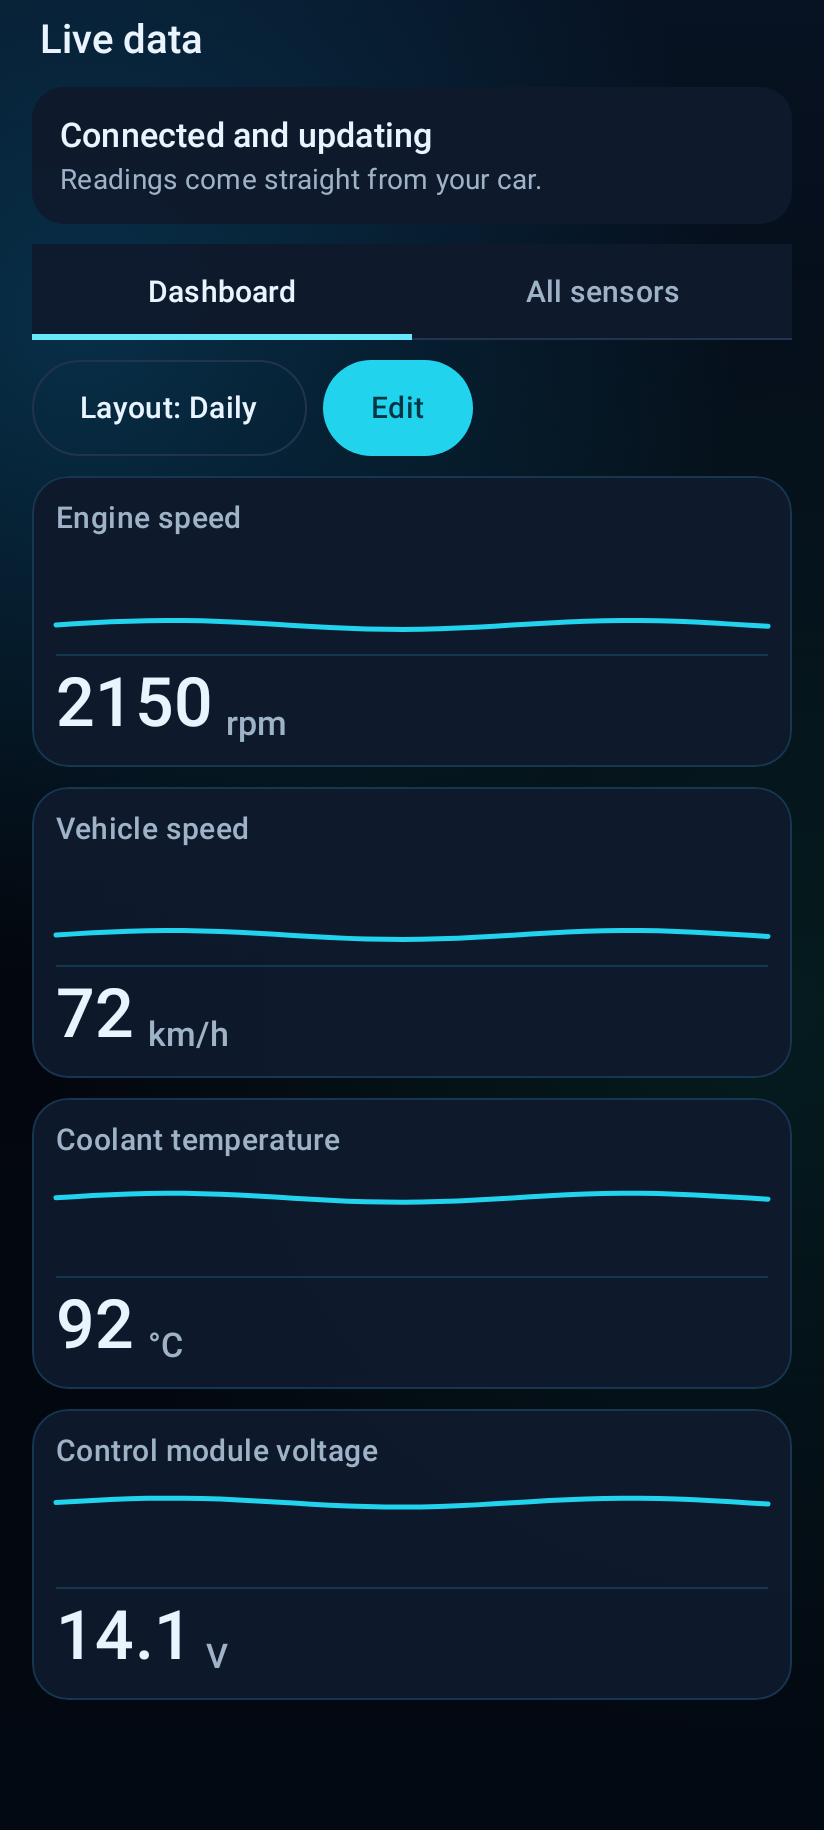 Live data
Connected and updating
Readings come straight from your car.
Dashboard
All sensors
Layout: Daily
Edit
Engine speed
2150 rpm
Vehicle speed
72 km/h
Coolant temperature
92 °C
Control module voltage
14.1 V